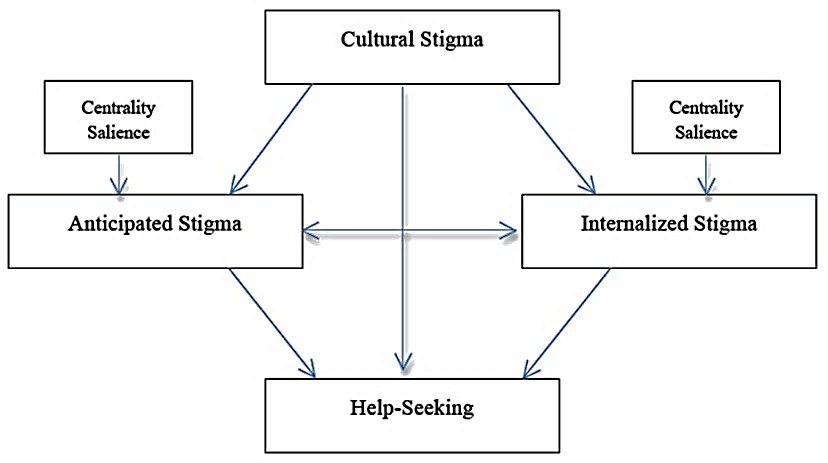 Cultural Stigma
Centrality
Salience
Centrality
Salience
Anticipated Stigma
Internalized Stigma
Help-Seeking